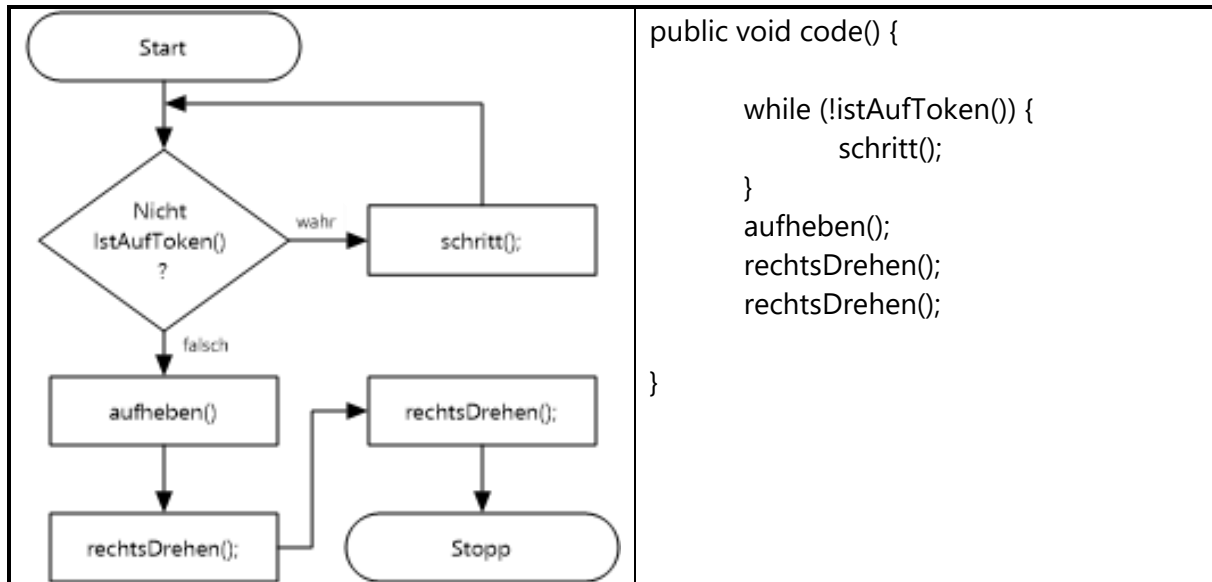 Start
Nicht
IstAufToken()
?
wahr
schritt();
falsch
aufheben()
rechtsDrehen();
rechtsDrehen();
Stopp
public void code() {
while (!istAufToken()) {
schritt();
}
aufheben();
rechtsDrehen();
rechtsDrehen();
}